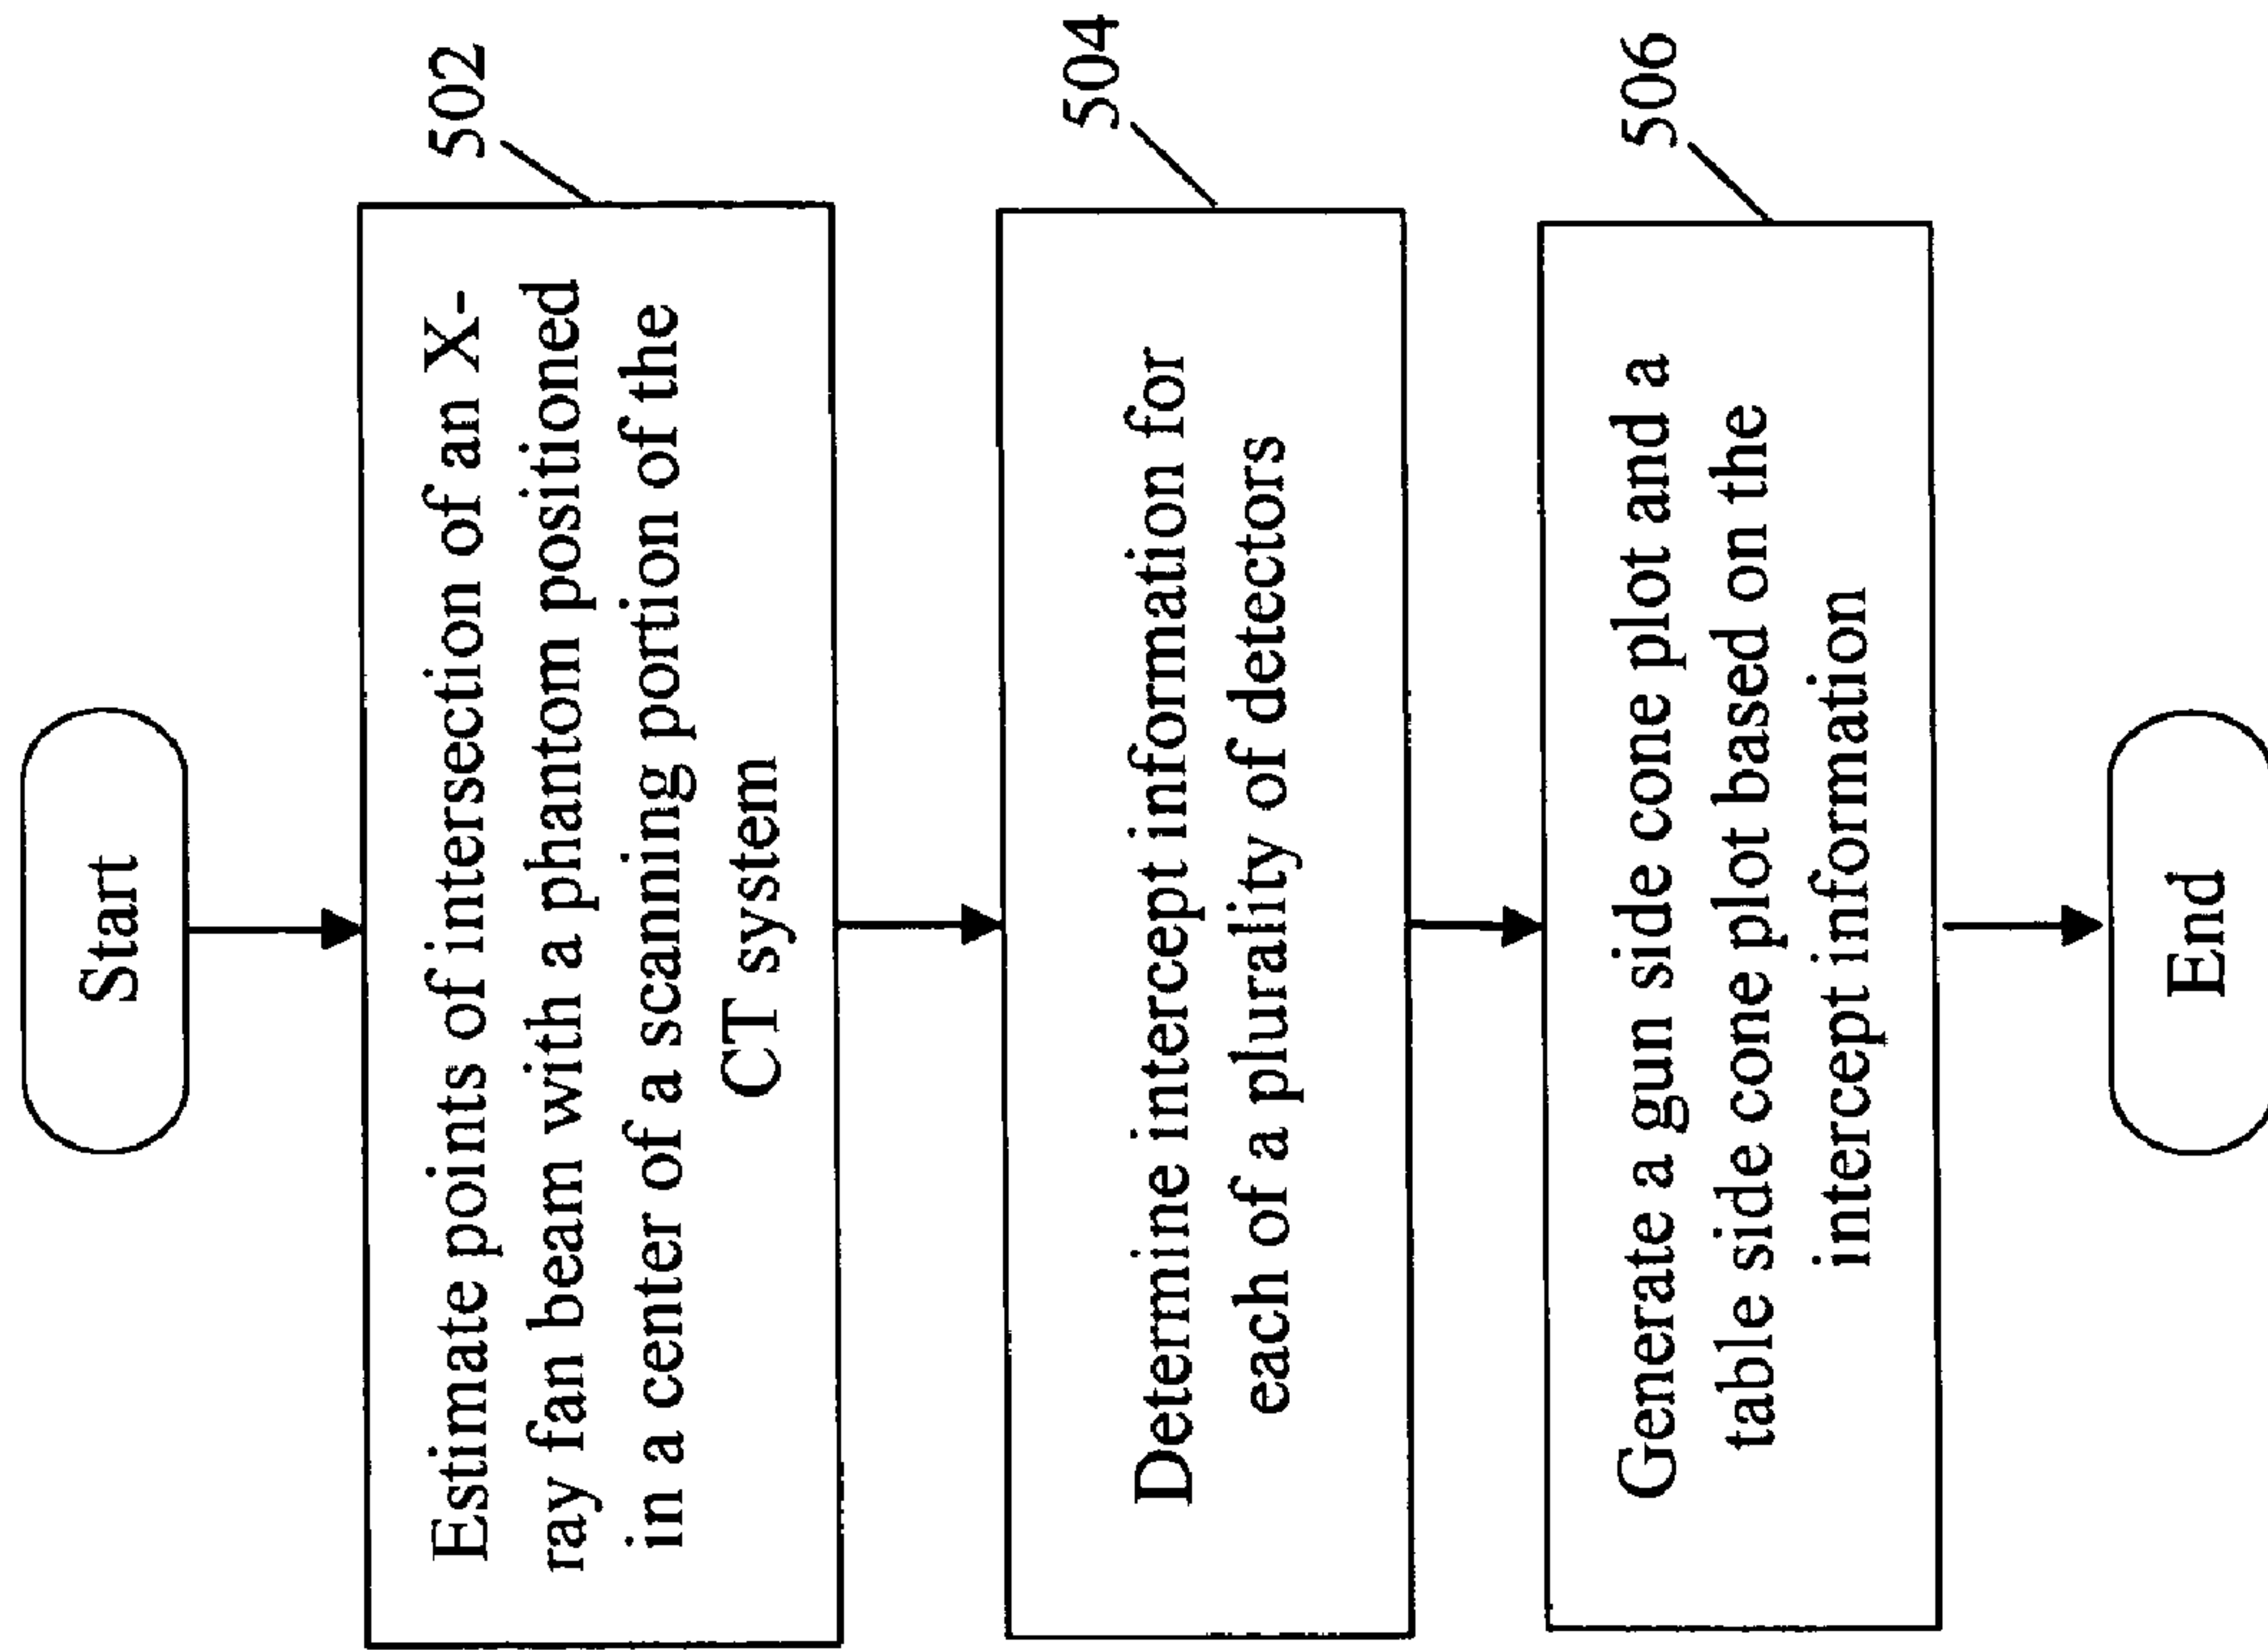 Start
Estimate points of intersection of an X-
ray fan beam with a phantom positioned
in a center of a scanning portion of the
CT system
502
Determine intercept information for
each of a plurality of detectors
504
Generate a gun side cone plot and a
table side cone plot based on the
intercept information
506
End